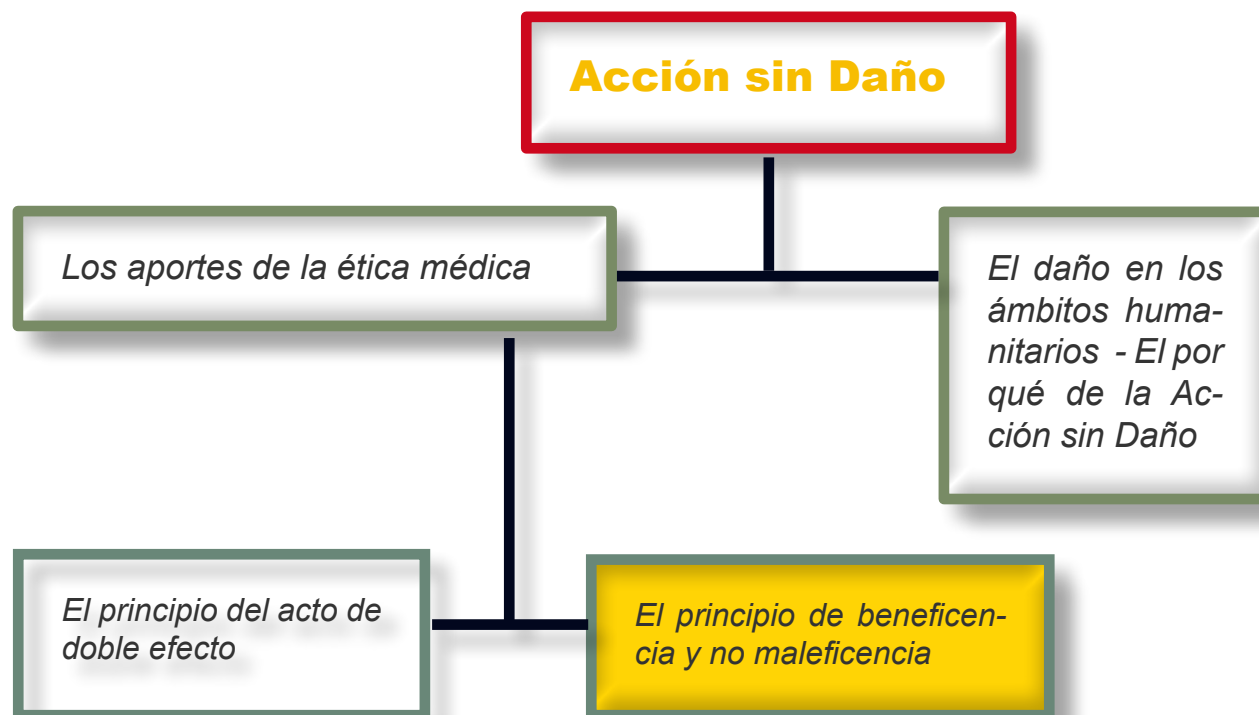 Acción sin Daño
Los aportes de la ética médica
El daño en los
ámbitos huma-
nitarios - El por
qué de la Ac-
ción sin Daño
El principio del acto de
doble efecto
El principio de beneficen-
cia y no maleficencia